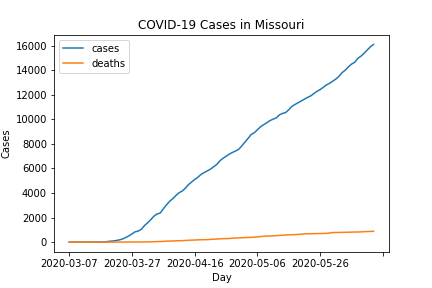 COVID-19 Cases in Missouri
cases
deaths
16000
14000
12000
10000
8000
6000
4000
2000
0
Cases
2020-03-07 2020-03-27 2020-04-16 2020-05-06 2020-05-26
Day